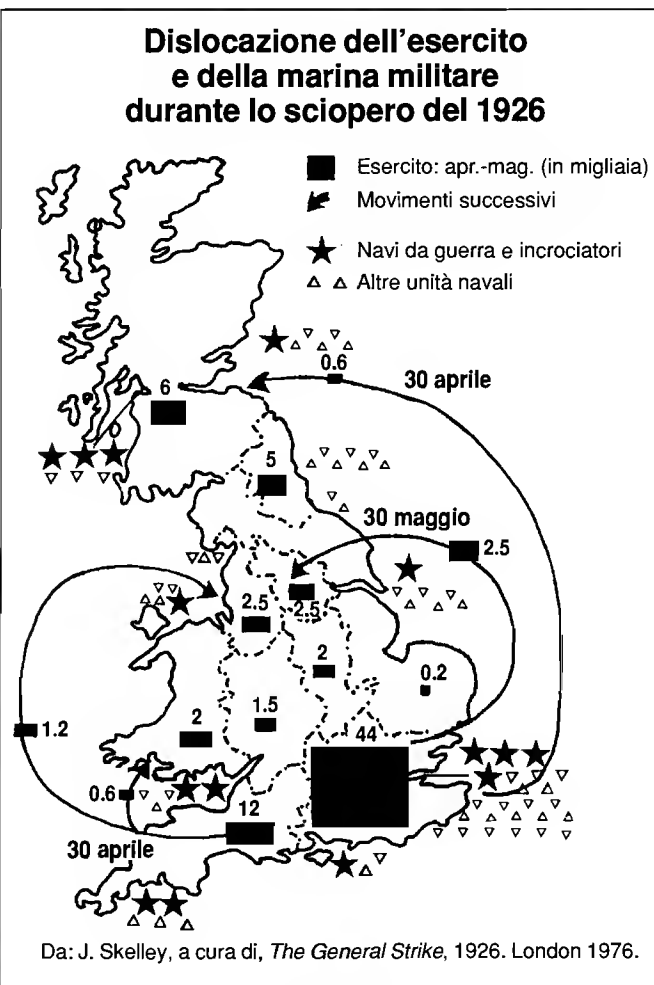 Dislocazione dell'esercito
e della marina militare
durante lo sciopero del 1926
Esercito: apr.-mag. (in migliaia)
Movimenti successivi
Navi da guerra e incrociatori
Altre unità navali
0.6
30 aprile
6
5
30 maggio
2.5
2.5
2.5
2
0.2
1.5
44
2
1.2
0.6
12
30 aprile
Da: J. Skelley, a cura di, The General Strike, 1926. London 1976.